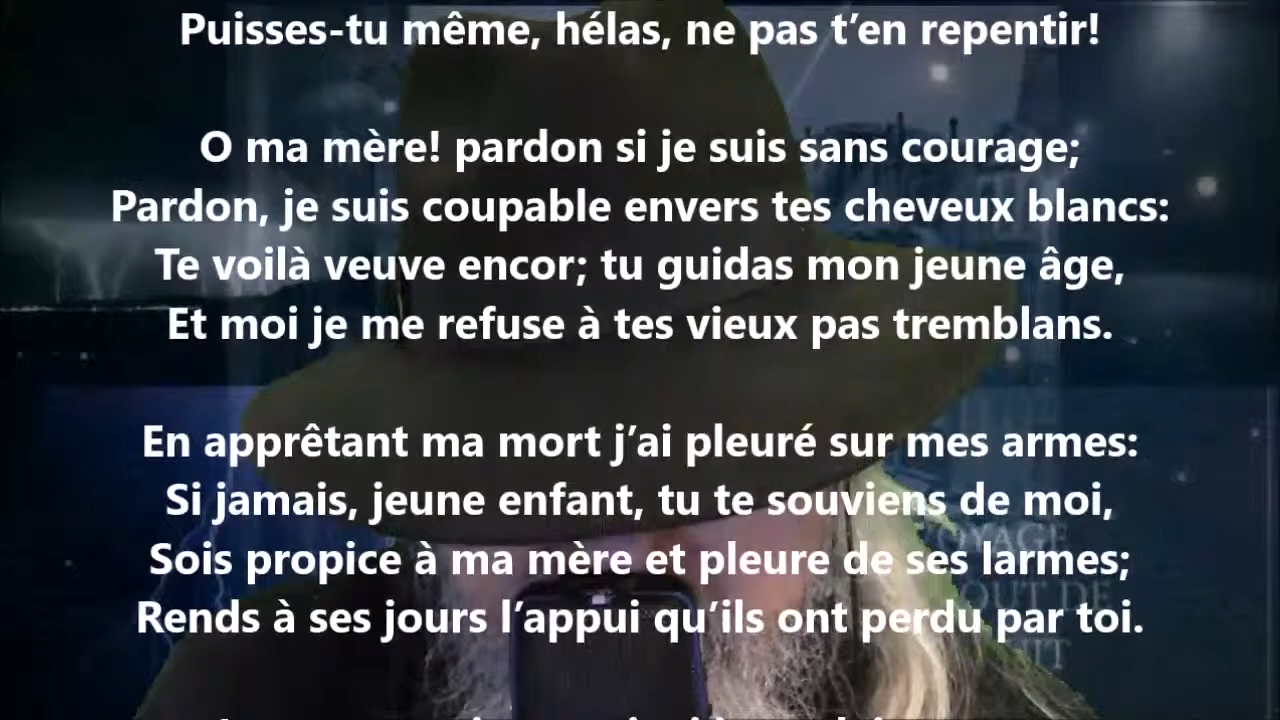 Puisses-tu même, hélas, ne pas t’en repentir!
O ma mère! pardon si je suis sans courage;
Pardon, je suis coupable envers tes cheveux blancs:
Te voilà veuve encor; tu guidas mon jeune âge,
Et moi je me refuse à tes vieux pas tremblans.
En apprêtant ma mort j’ai pleuré sur mes armes:
Si jamais, jeune enfant, tu te souviens de moi,
Sois propice à ma mère et pleure de ses larmes;
Rends à ses jours l’appui qu’ils ont perdu par toi.
OYAGE
OUT DE